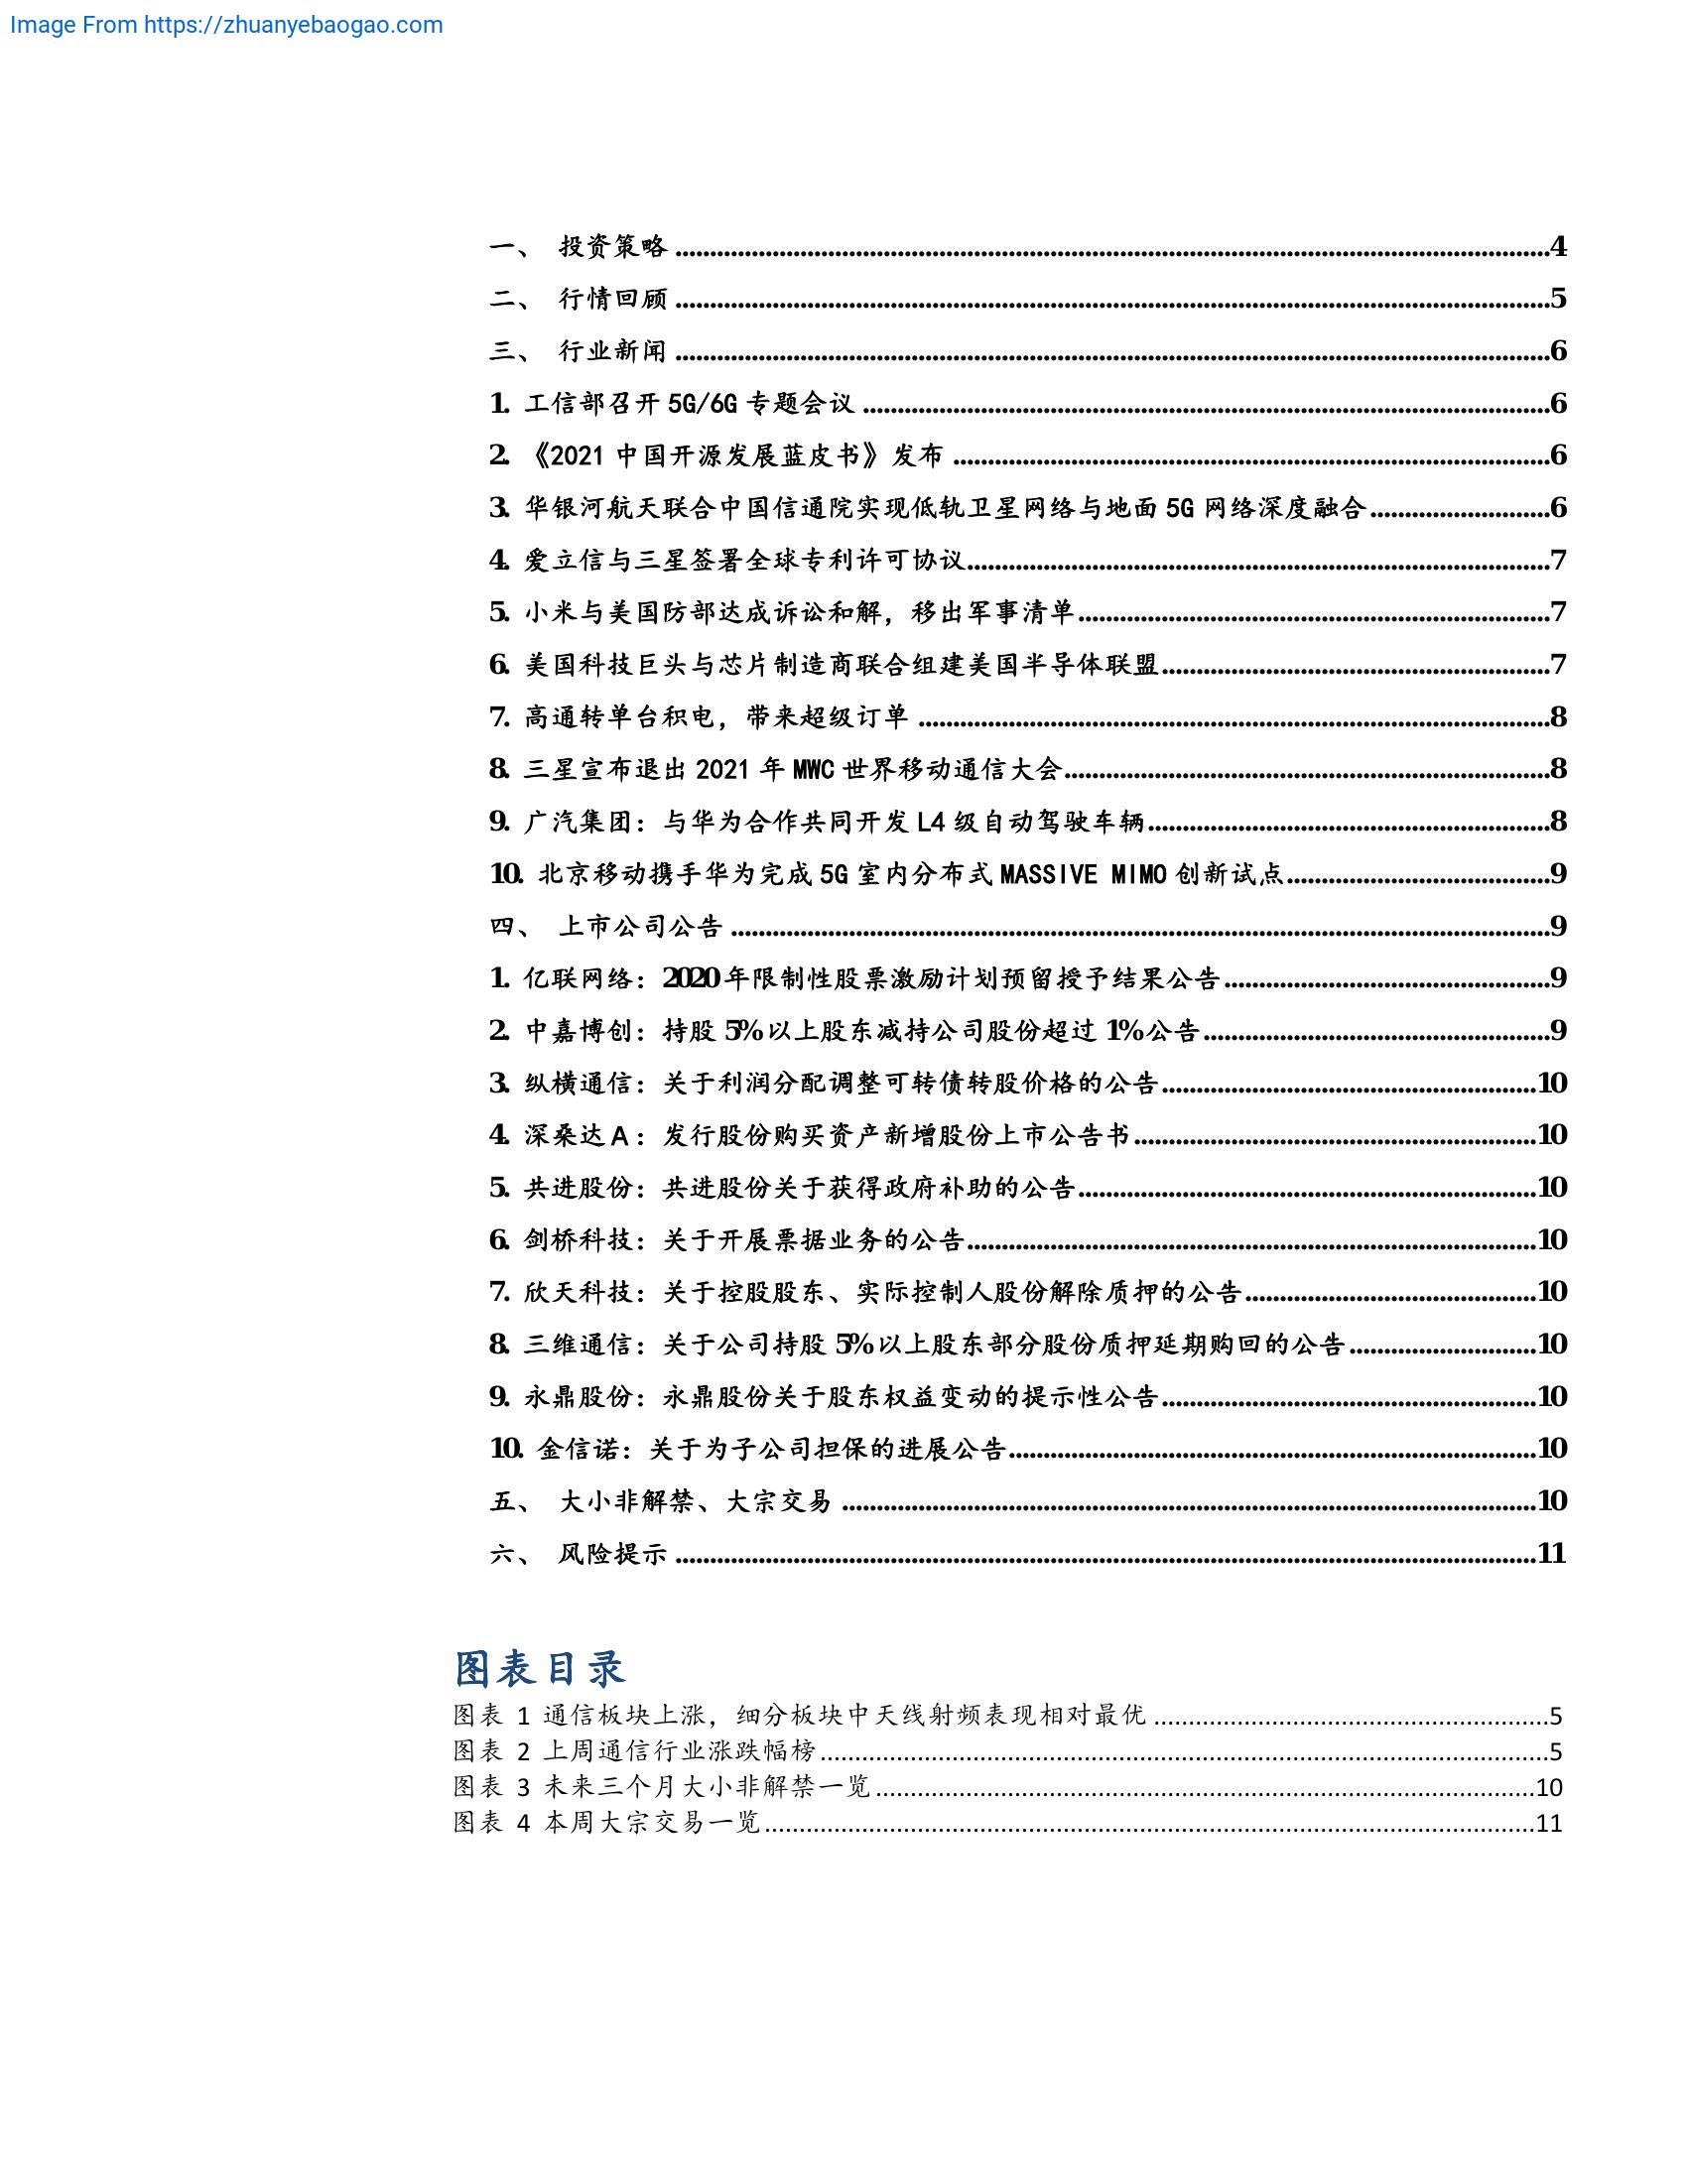 Image From https://zhuanyebaogao.com
一、 投资策略 ........................................ 4
二、 行情回顾 ........................................ 5
三、 行业新闻 ........................................ 6
1. 工信部召开 5G/6G 专题会议 ........................................ 6
2. 《2021 中国开源发展蓝皮书》发布 ........................................ 6
3. 华银河航天联合中国信通院实现低轨卫星网络与地面 5G 网络深度融合 ........................................ 6
4. 爱立信与三星签署全球专利许可协议 ........................................ 7
5. 小米与美国防部达成诉讼和解，移出军事清单 ........................................ 7
6. 美国科技巨头与芯片制造商联合组建美国半导体联盟 ........................................ 7
7. 高通转单台积电，带来超级订单 ........................................ 8
8. 三星宣布退出 2021 年 MWC 世界移动通信大会 ........................................ 8
9. 广汽集团：与华为合作共同开发 L4 级自动驾驶车辆 ........................................ 8
10. 北京移动携手华为完成 5G 室内分布式 MASSIVE MIMO 创新试点 ........................................ 9
四、 上市公司公告 ........................................ 9
1. 亿联网络：2020 年限制性股票激励计划预留授予结果公告 ........................................ 9
2. 中嘉博创：持股 5%以上股东减持公司股份超过 1%公告 ........................................ 9
3. 纵横通信：关于利润分配调整可转债转股价格的公告 ........................................ 10
4. 深桑达A：发行股份购买资产新增股份上市公告书 ........................................ 10
5. 共进股份：共进股份关于获得政府补助的公告 ........................................ 10
6. 剑桥科技：关于开展票据业务的公告 ........................................ 10
7. 欣天科技：关于控股股东、实际控制人股份解除质押的公告 ........................................ 10
8. 三维通信：关于公司持股 5%以上股东部分股份质押延期购回的公告 ........................................ 10
9. 永鼎股份：永鼎股份关于股东权益变动的提示性公告 ........................................ 10
10. 金信诺：关于为子公司担保的进展公告 ........................................ 10
五、 大小非解禁、大宗交易 ........................................ 10
六、 风险提示 ........................................ 11
图表目录
图表 1 通信板块上涨，细分板块中天线射频表现相对最优 ........................................ 5
图表 2 上周通信行业涨跌幅榜 ........................................ 5
图表 3 未来三个月大小非解禁一览 ........................................ 10
图表 4 本周大宗交易一览 ........................................ 11